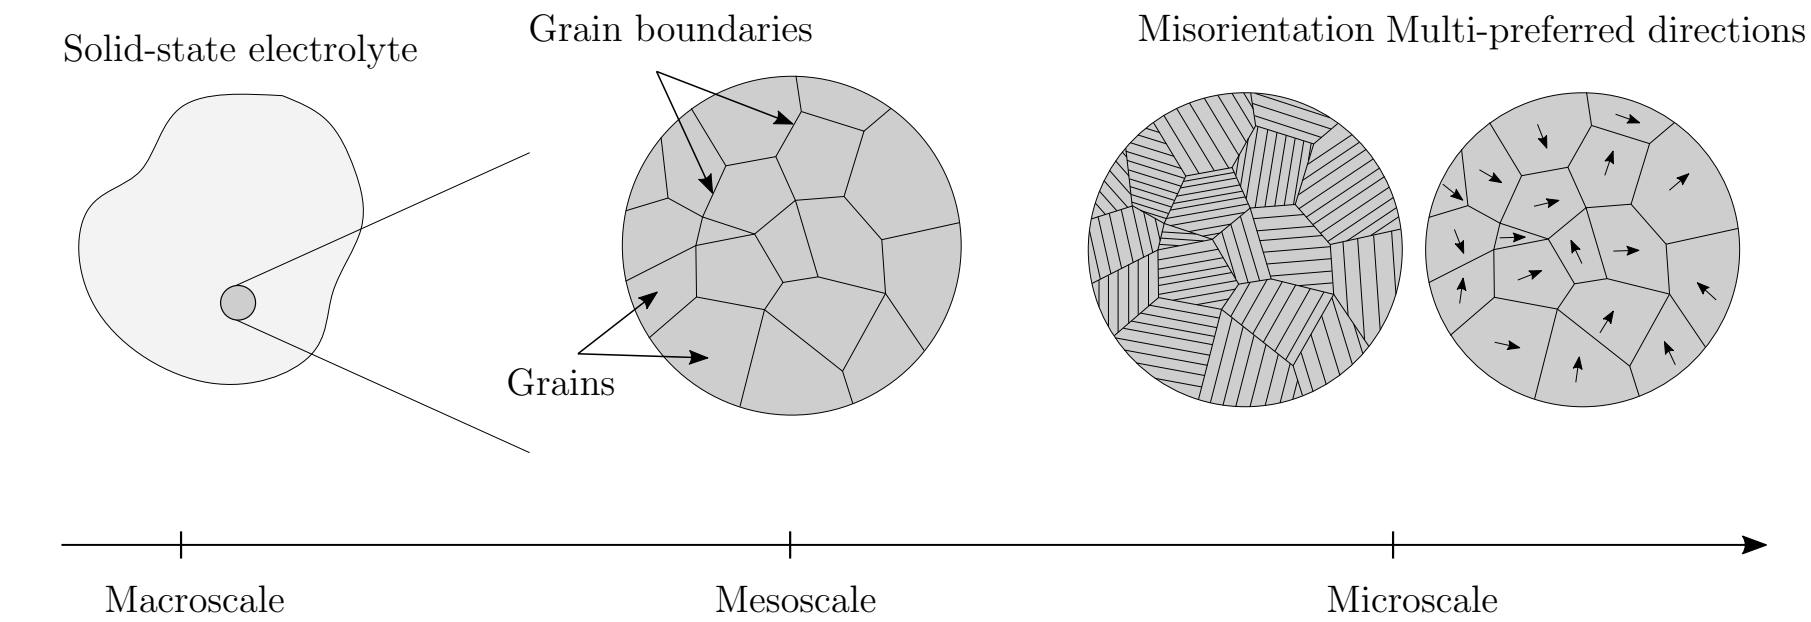 Solid-state electrolyte
Grain boundaries
Grains
Misorientation
Multi-preferred directions
Macroscale
Mesoscale
Microscale